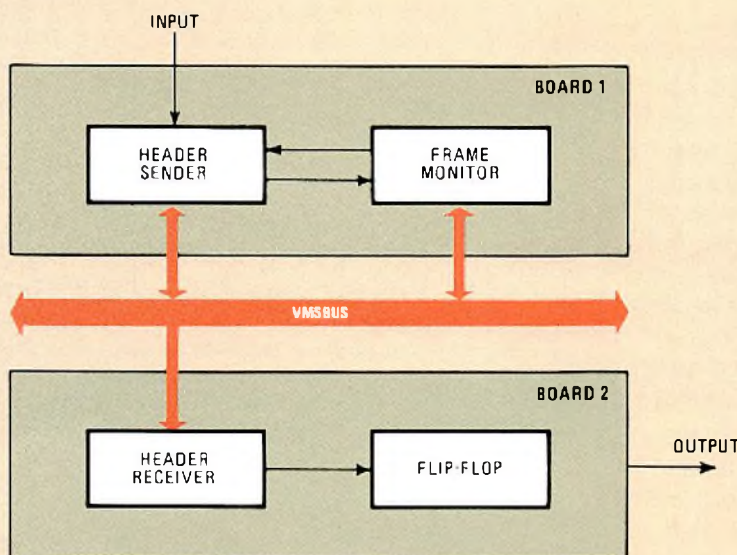 INPUT
BOARD 1
HEADER
SENDER
FRAME
MONITOR
VMSBUS
BOARD 2
HEADER
RECEIVER
FLIP-FLOP
OUTPUT